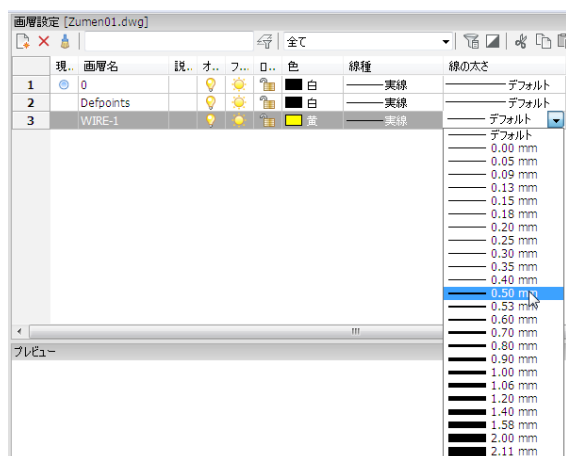 画層設定 [Zumen01.dwg]
全て
現.. 画層名 説.. オ.. フ... ロ.. 色 線種 線の太さ
1 0 白 実線 デフォルト
2 Defpoints 白 実線 デフォルト
3 WIRE-1 黄 実線 デフォルト
デフォルト
0.00 mm
0.05 mm
0.09 mm
0.13 mm
0.15 mm
0.18 mm
0.20 mm
0.25 mm
0.30 mm
0.35 mm
0.40 mm
0.50 mm
0.53 mm
0.60 mm
0.70 mm
0.80 mm
0.90 mm
1.00 mm
1.06 mm
1.20 mm
1.40 mm
1.58 mm
2.00 mm
2.11 mm
プレビュー